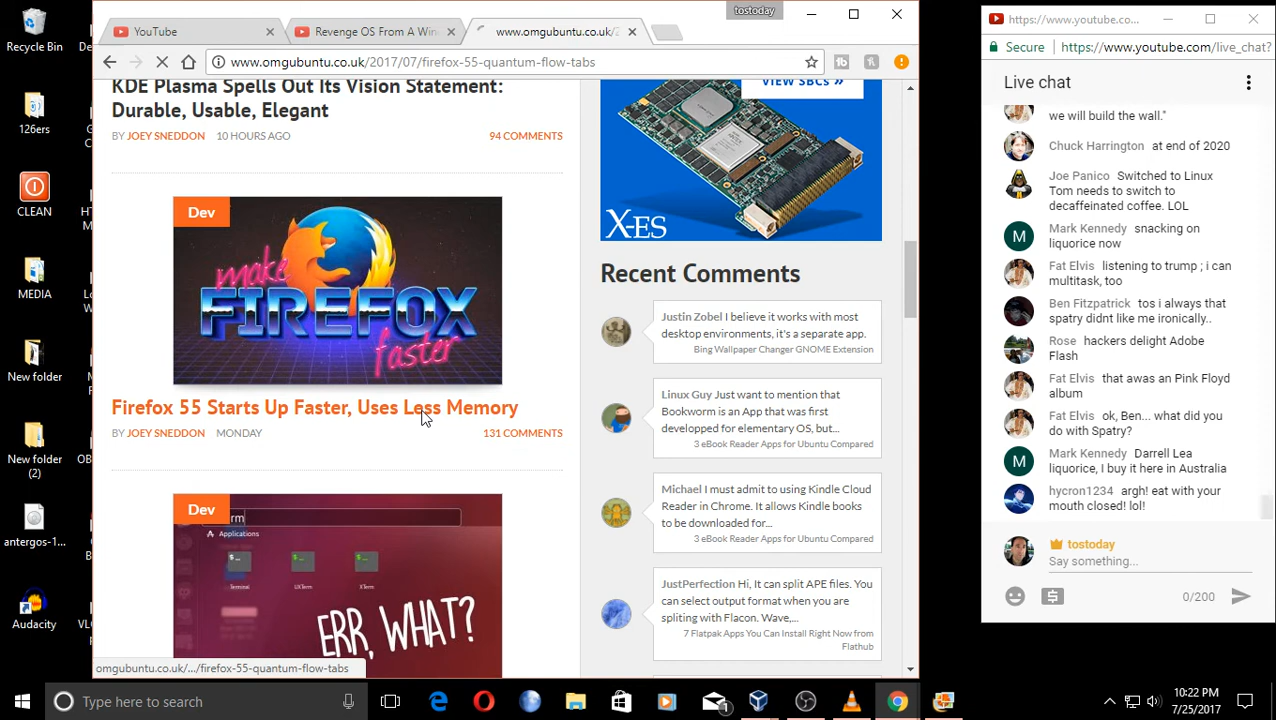 Recycle Bin
126ers
CLEAN
MEDIA
New folder
New folder
(2)
antergos-1...
Audacity
tostoday
YouTube
Revenge OS From A Win
www.omgubuntu.co.uk/2
www.omgubuntu.co.uk/2017/07/firefox-55-quantum-flow-tabs
KDE Plasma Spells Out Its Vision Statement:
Durable, Usable, Elegant
BY JOEY SNEDDON 10 HOURS AGO 94 COMMENTS
Dev
make
FIREFOX
faster
Firefox 55 Starts Up Faster, Uses Less Memory
BY JOEY SNEDDON MONDAY 131 COMMENTS
Dev
rm
Applications
Terminal
UXTerm
XTerm
ERR, WHAT?
omgubuntu.co.uk/.../firefox-55-quantum-flow-tabs
VIEW SBCs »
X-ES
Recent Comments
Justin Zobel I believe it works with most
desktop environments, it's a separate app.
Bing Wallpaper Changer GNOME Extension
Linux Guy Just want to mention that
Bookworm is an App that was first
developped for elementary OS, but...
3 eBook Reader Apps for Ubuntu Compared
Michael I must admit to using Kindle Cloud
Reader in Chrome. It allows Kindle books
to be downloaded for...
3 eBook Reader Apps for Ubuntu Compared
JustPerfection Hi, It can split APE files. You
can select output format when you are
spliting with Flacon. Wave,...
7 Flatpak Apps You Can Install Right Now from
Flathub
https://www.youtube.co...
Secure https://www.youtube.com/live_chat?
Live chat
we will build the wall."
Chuck Harrington at end of 2020
Joe Panico Switched to Linux
Tom needs to switch to
decaffeinated coffee. LOL
M Mark Kennedy snacking on
liquorice now
Fat Elvis listening to trump ; i can
multitask, too
Ben Fitzpatrick tos i always that
spatry didnt like me ironically..
Rose hackers delight Adobe
Flash
Fat Elvis that awas an Pink Floyd
album
Fat Elvis ok, Ben... what did you
do with Spatry?
M Mark Kennedy Darrell Lea
liquorice, I buy it here in Australia
hycron1234 argh! eat with your
mouth closed! lol!
tostoday
Say something...
0/200
Type here to search
1
10:22 PM
7/25/2017